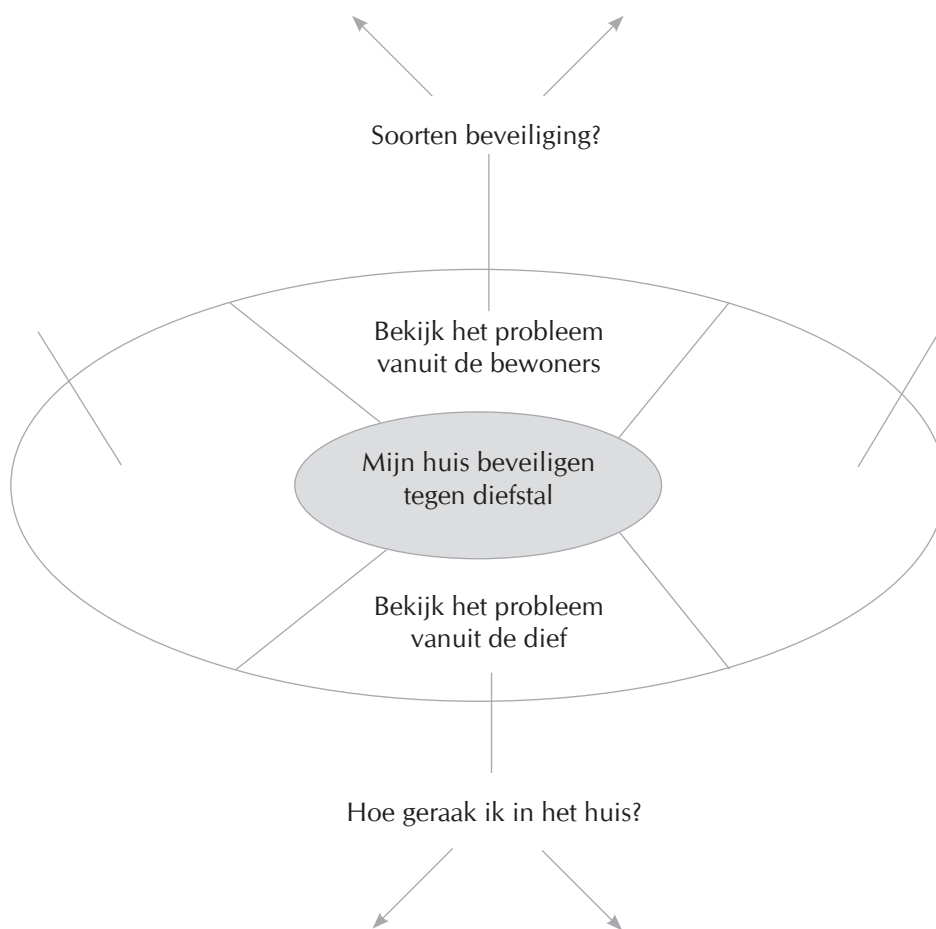 Soorten beveiliging?
Bekijk het probleem
vanuit de bewoners
Mijn huis beveiligen
tegen diefstal
Bekijk het probleem
vanuit de dief
Hoe geraak ik in het huis?